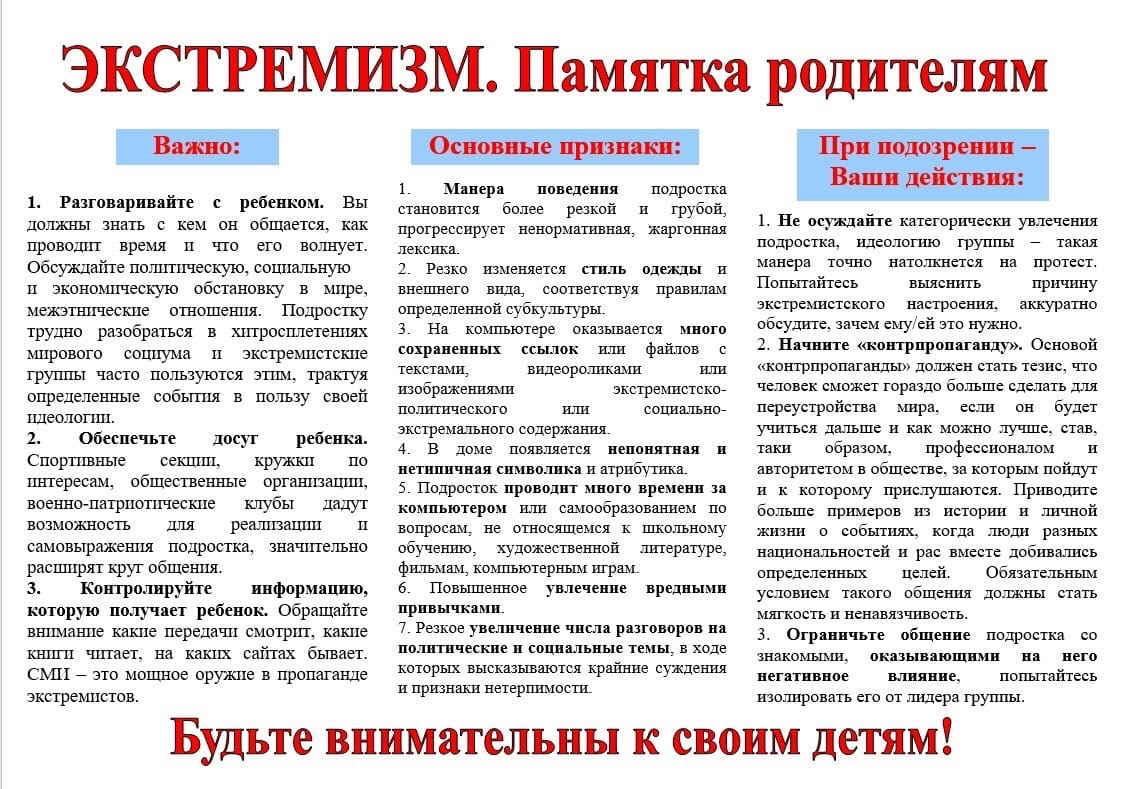 ЭКСТРЕМИЗМ. Памятка родителям
Важно:
1. Разговаривайте с ребенком. Вы
должны знать с кем он общается, как
проводит время и что его волнует.
Обсуждайте политическую, социальную
и экономическую обстановку в мире,
межэтнические отношения. Подростку
трудно разобраться в хитросплетениях
мирового социума и экстремистские
группы часто пользуются этим, трактуя
определенные события в пользу своей
идеологии.
2. Обеспечьте досуг ребенка.
Спортивные секции, кружки по
интересам, общественные организации,
военно-патриотические клубы дадут
возможность для реализации и
самовыражения подростка, значительно
расширят круг общения.
3. Контролируйте информацию,
которую получает ребенок. Обращайте
внимание какие передачи смотрит, какие
книги читает, на каких сайтах бывает.
СМИ – это мощное оружие в пропаганде
экстремистов.
Основные признаки:
1. Манера поведения подростка
становится более резкой и грубой,
прогрессирует ненормативная, жаргонная
лексика.
2. Резко изменяется стиль одежды и
внешнего вида, соответствуя правилам
определенной субкультуры.
3. На компьютере оказывается много
сохраненных ссылок или файлов с
текстами, видеороликами или
изображениями экстремистско-
политического или социально-
экстремального содержания.
4. В доме появляется непонятная и
нетипичная символика и атрибутика.
5. Подросток проводит много времени за
компьютером или самообразованием по
вопросам, не относящемся к школьному
обучению, художественной литературе,
фильмам, компьютерным играм.
6. Повышенное увлечение вредными
привычками.
7. Резкое увеличение числа разговоров на
политические и социальные темы, в ходе
которых высказываются крайние суждения
и признаки нетерпимости.
При подозрении –
Ваши действия:
1. Не осуждайте категорически увлечения
подростка, идеологию группы – такая
манера точно натолкнется на протест.
Попытайтесь выяснить причину
экстремистского настроения, аккуратно
обсудите, зачем ему/ей это нужно.
2. Начните «контрпропаганду». Основой
«контрпропаганды» должен стать тезис, что
человек сможет гораздо больше сделать для
переустройства мира, если он будет
учиться дальше и как можно лучше, став,
таки образом, профессионалом и
авторитетом в обществе, за которым пойдут
и к которому прислушаются. Приводите
больше примеров из истории и личной
жизни о событиях, когда люди разных
национальностей и рас вместе добивались
определенных целей. Обязательным
условием такого общения должны стать
мягкость и ненавязчивость.
3. Ограничьте общение подростка со
знакомыми, оказывающими на него
негативное влияние, попытайтесь
изолировать его от лидера группы.
Будьте внимательны к своим детям!